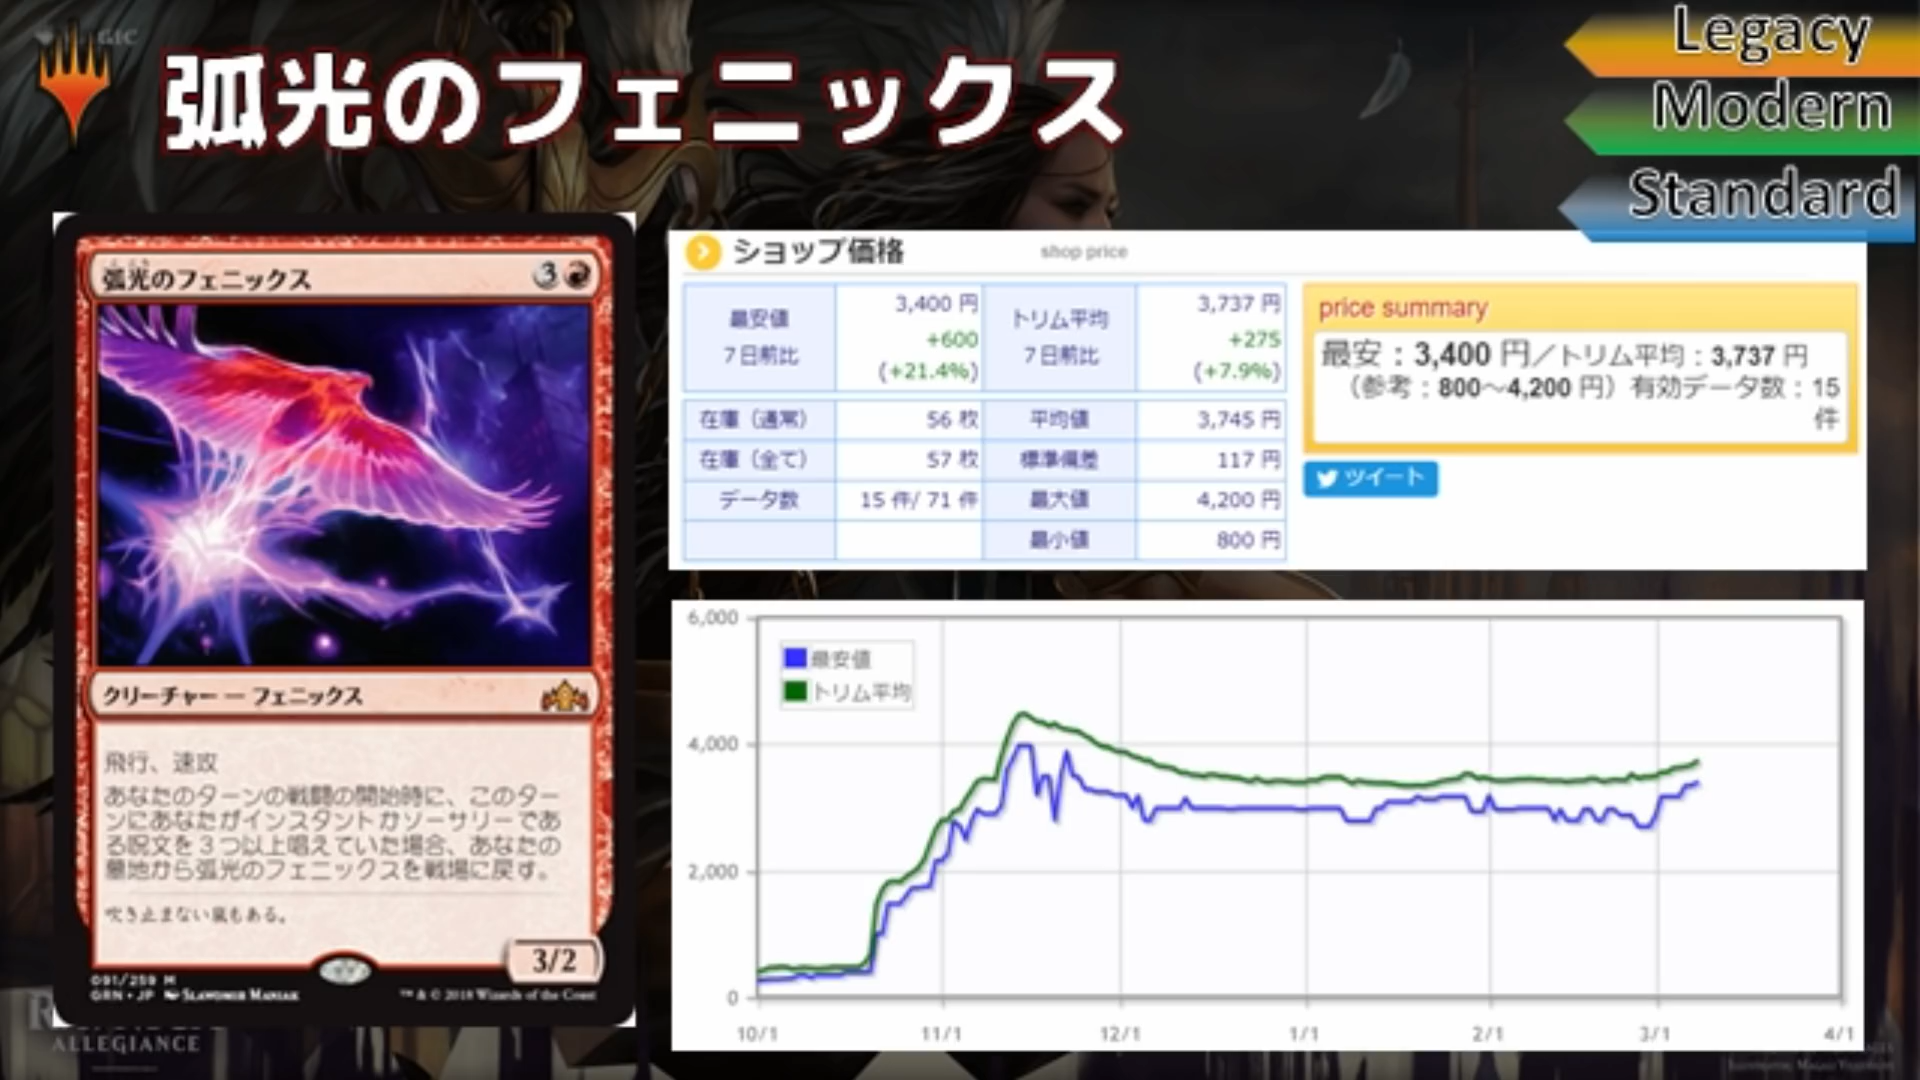 弧光のフェニックス
Legacy
Modern
Standard
弧光のフェニックス
3
クリーチャー — フェニックス
飛行、速攻
あなたのターンの戦闘の開始時に、このター
ンにあなたがインスタントかソーサリーであ
る呪文を３つ以上唱えていた場合、あなたの
墓地から弧光のフェニックスを戦場に戻す。
吹き止まない嵐もある。
3/2
091/259 M
GRN • JP SLAWOMIR MANIAK
™ & © 2018 Wizards of the Coast
ALLEGIANCE
ショップ価格 shop price
最安値 7日前比 3,400 円 +600 (+21.4%) トリム平均 7日前比 3,737 円 +275 (+7.9%)
在庫（通常） 56 枚 平均値 3,745 円
在庫（全て） 57 枚 標準偏差 117 円
データ数 15 件/ 71 件 最大値 4,200 円
最小値 800 円
price summary
最安：3,400 円／トリム平均：3,737 円
（参考：800～4,200 円）有効データ数：15
件
ツイート
6,000
4,000
2,000
0
最安値
トリム平均
10/1 11/1 12/1 1/1 2/1 3/1 4/1